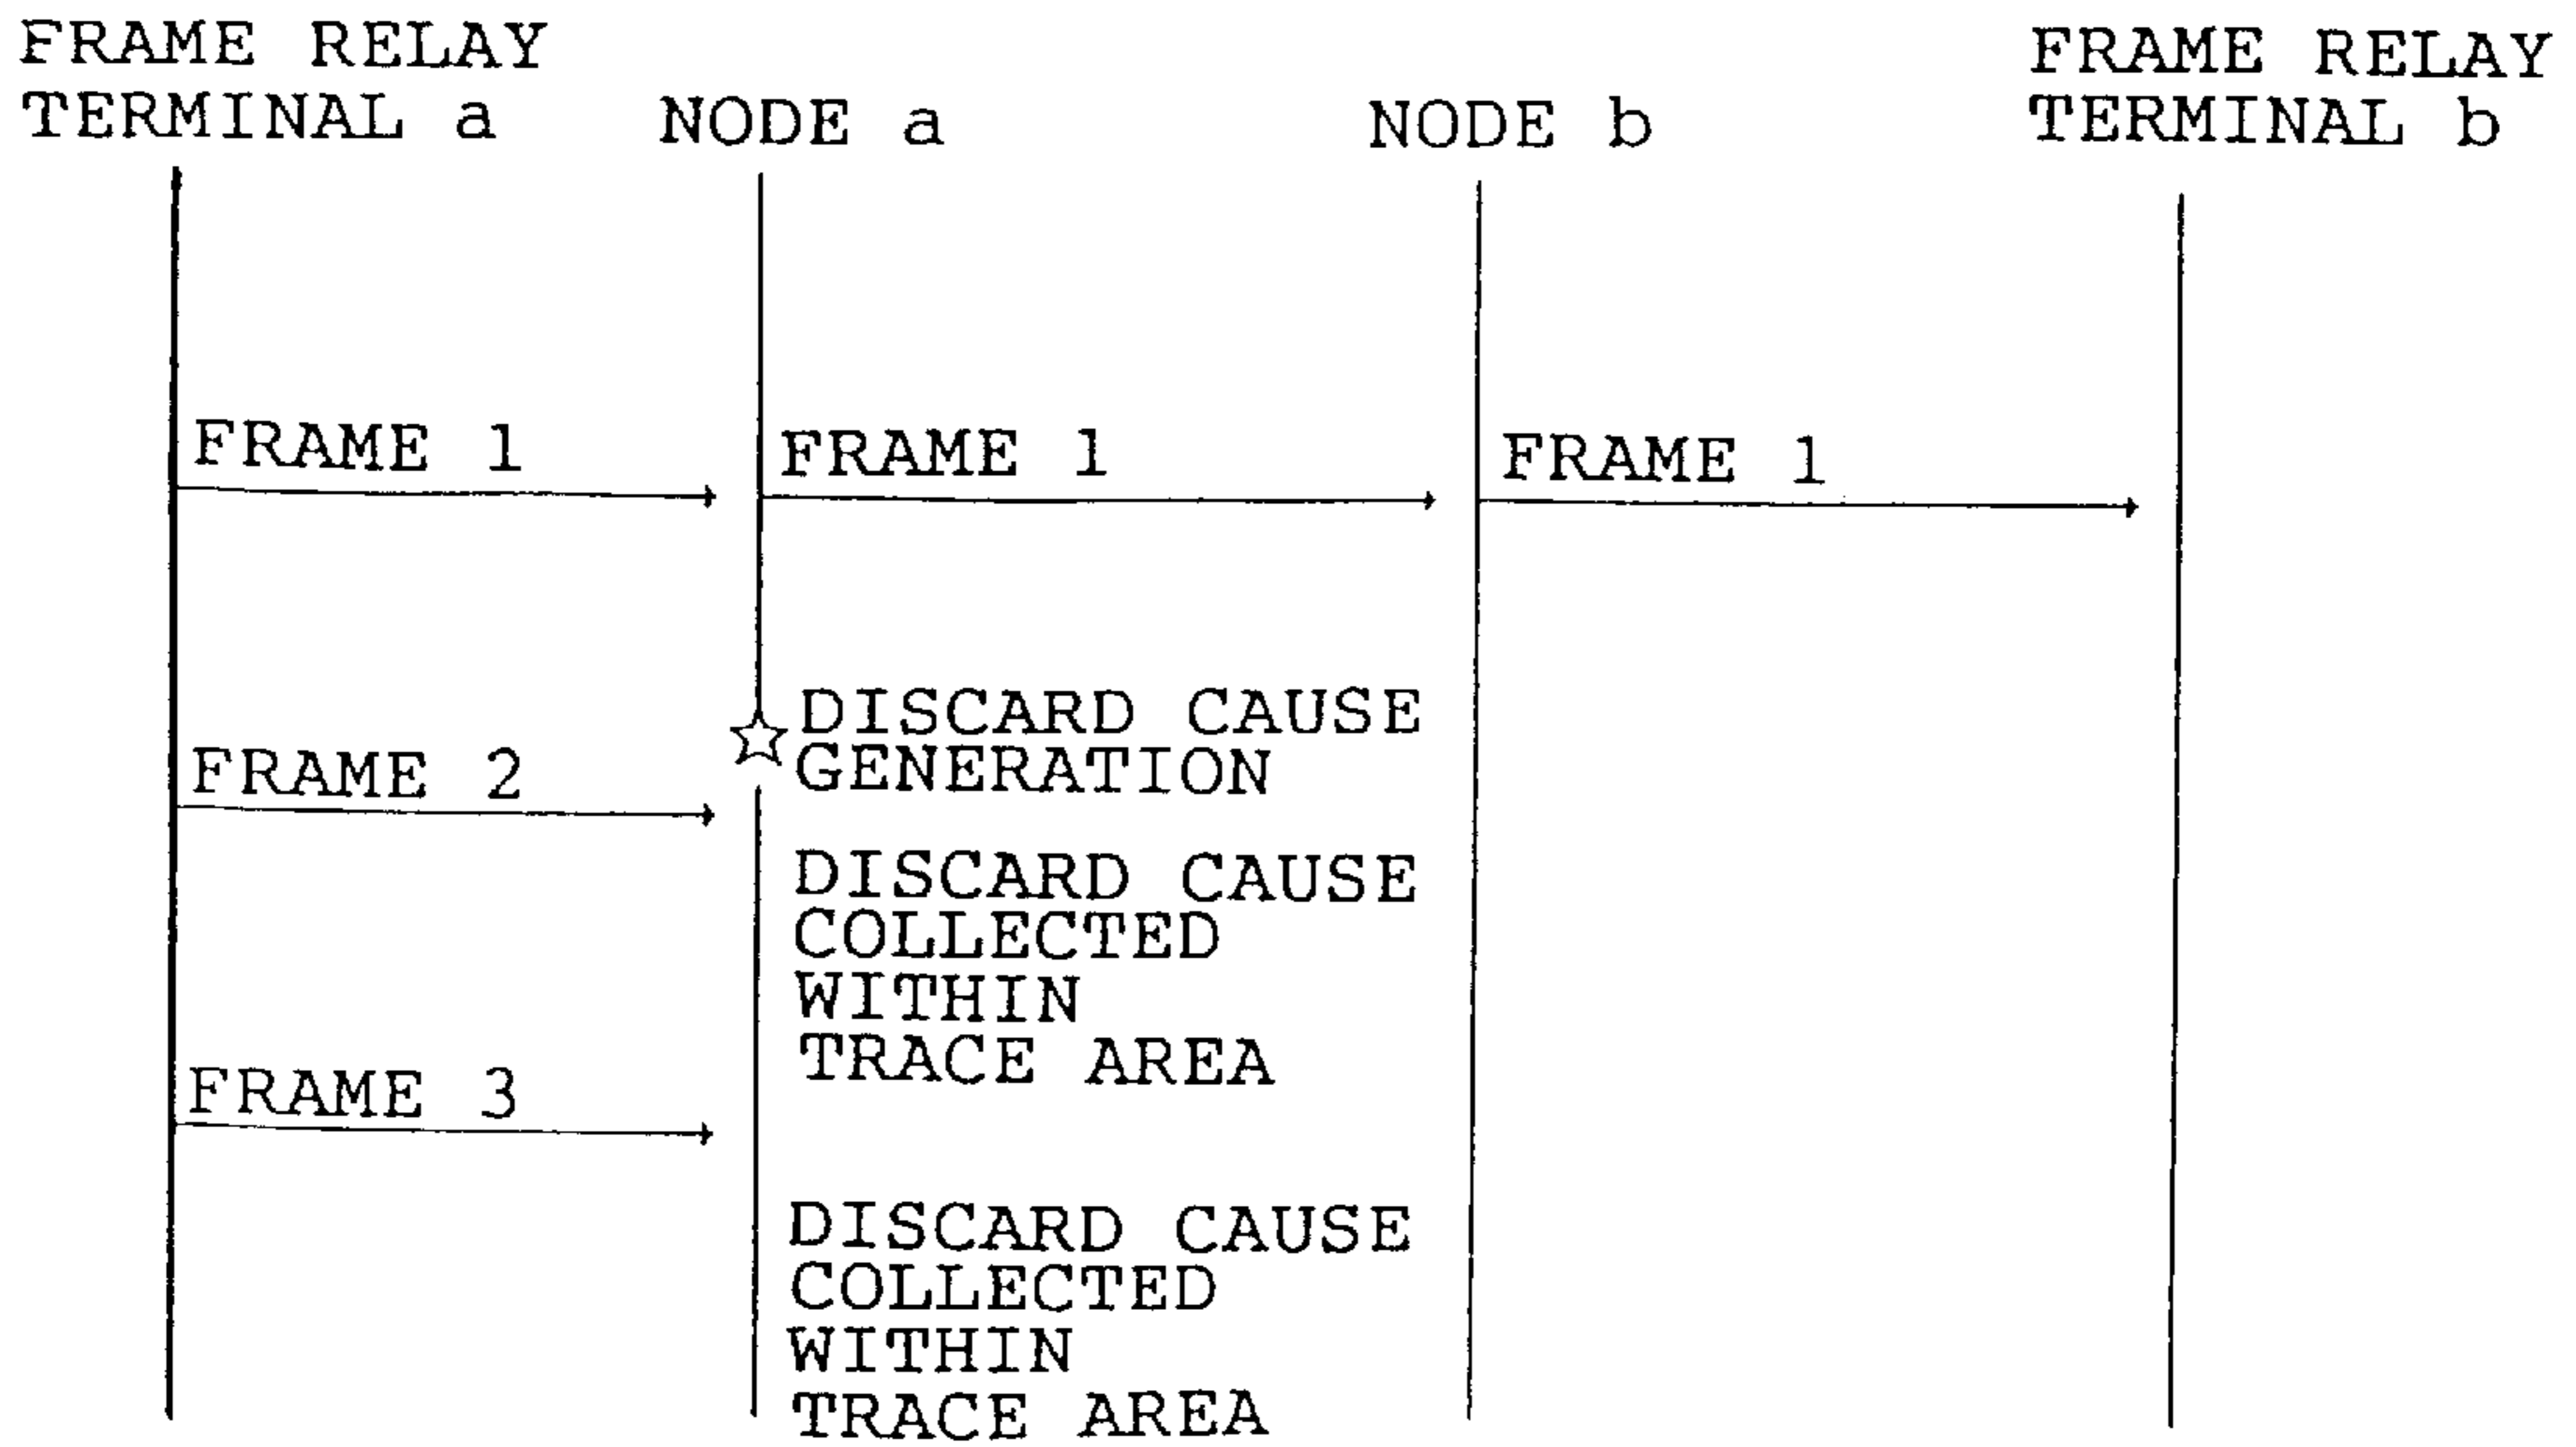 FRAME RELAY
TERMINAL a
NODE a
NODE b
FRAME RELAY
TERMINAL b
FRAME 1
FRAME 1
FRAME 1
DISCARD CAUSE
GENERATION
FRAME 2
DISCARD CAUSE
COLLECTED
WITHIN
TRACE AREA
FRAME 3
DISCARD CAUSE
COLLECTED
WITHIN
TRACE AREA